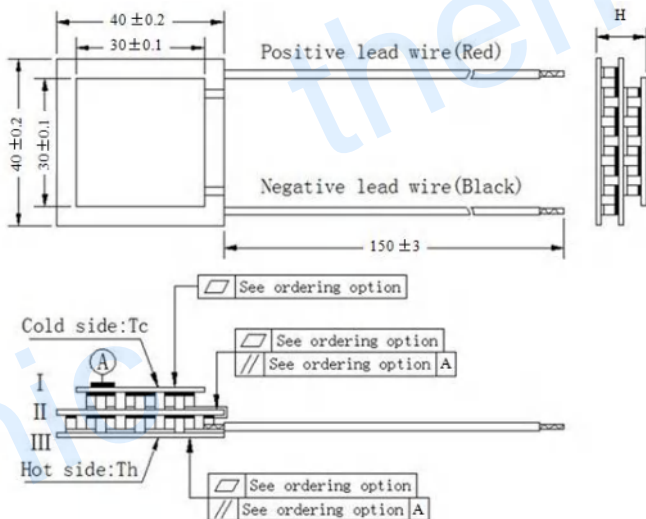 40 ±0.2
30 ±0.1
H
Positive lead wire(Red)
40 ±0.2
30 ±0.1
Negative lead wire(Black)
150 ±3
See ordering option
Cold side:Tc
See ordering option
A
// See ordering option A
I
II
III
Hot side:Th
See ordering option
// See ordering option A